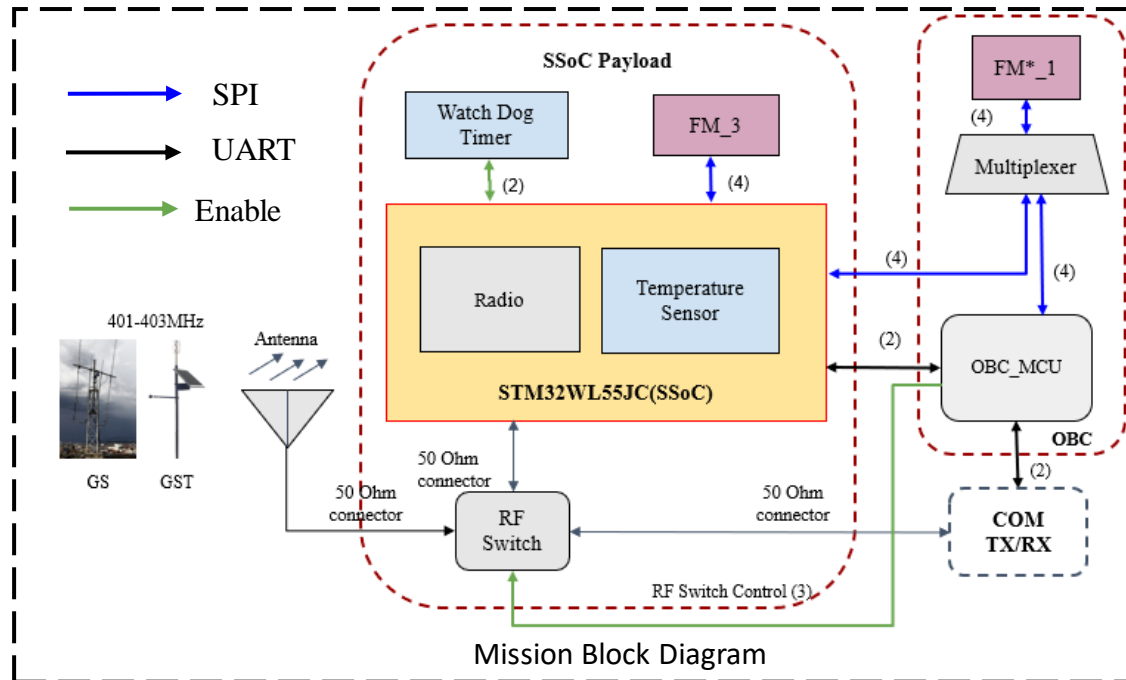 SPI
UART
Enable
SSoC Payload
Watch Dog
Timer
FM_3
(2)
(4)
Radio
Temperature
Sensor
STM32WL55JC(SSoC)
FM*_1
(4)
Multiplexer
(4)
(4)
(2)
OBC_MCU
OBC
(2)
COM
TX/RX
401-403MHz
GS
GST
Antenna
50 Ohm
connector
50 Ohm
connector
50 Ohm
connector
RF
Switch
RF Switch Control (3)
Mission Block Diagram